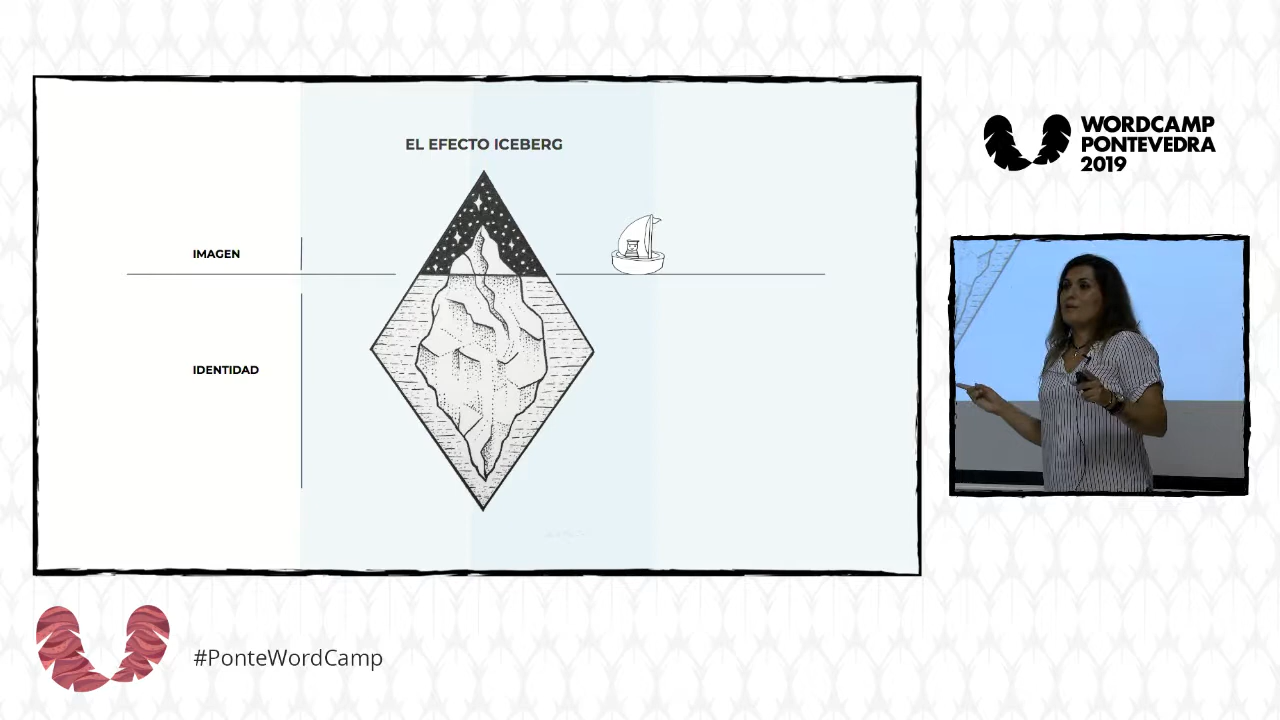 EL EFECTO ICEBERG
IMAGEN
IDENTIDAD
WORDCAMP
PONTEVEDRA
2019
#PonteWordCamp